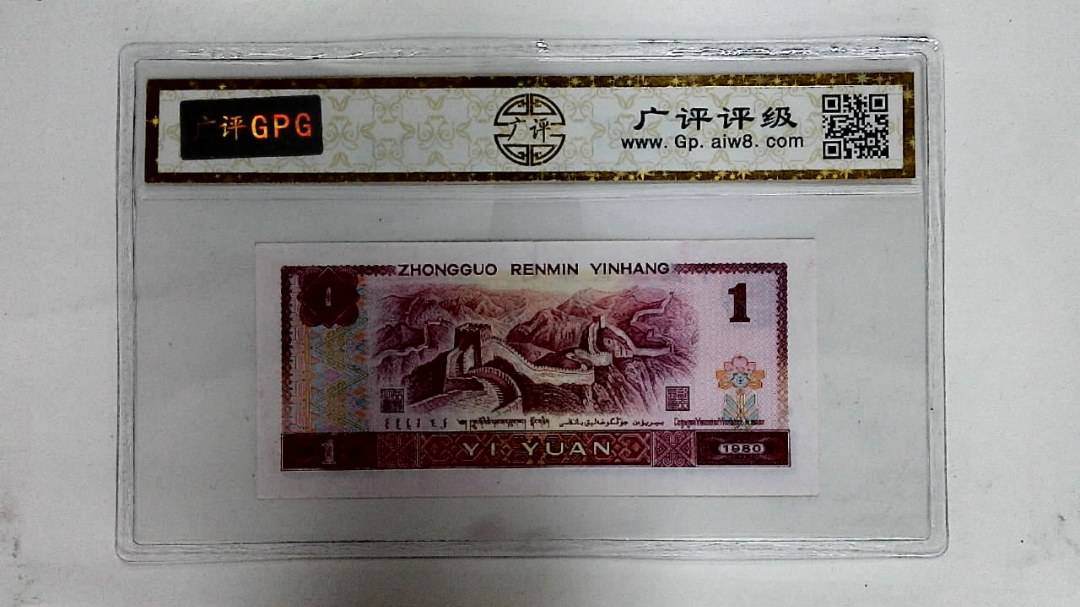 广评GPG
广评
广评评级
www. Gp. aiw8. com
ZHONGGUO RENMIN YINHANG
1
1
YI YUAN
1980